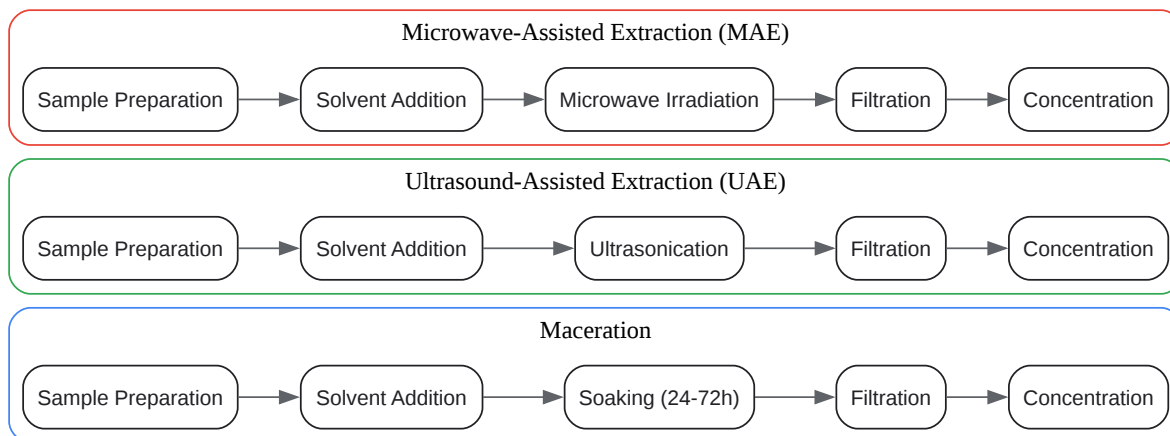 Microwave-Assisted Extraction (MAE)
Sample Preparation
Solvent Addition
Microwave Irradiation
Filtration
Concentration
Ultrasound-Assisted Extraction (UAE)
Sample Preparation
Solvent Addition
Ultrasonication
Filtration
Concentration
Maceration
Sample Preparation
Solvent Addition
Soaking (24-72h)
Filtration
Concentration